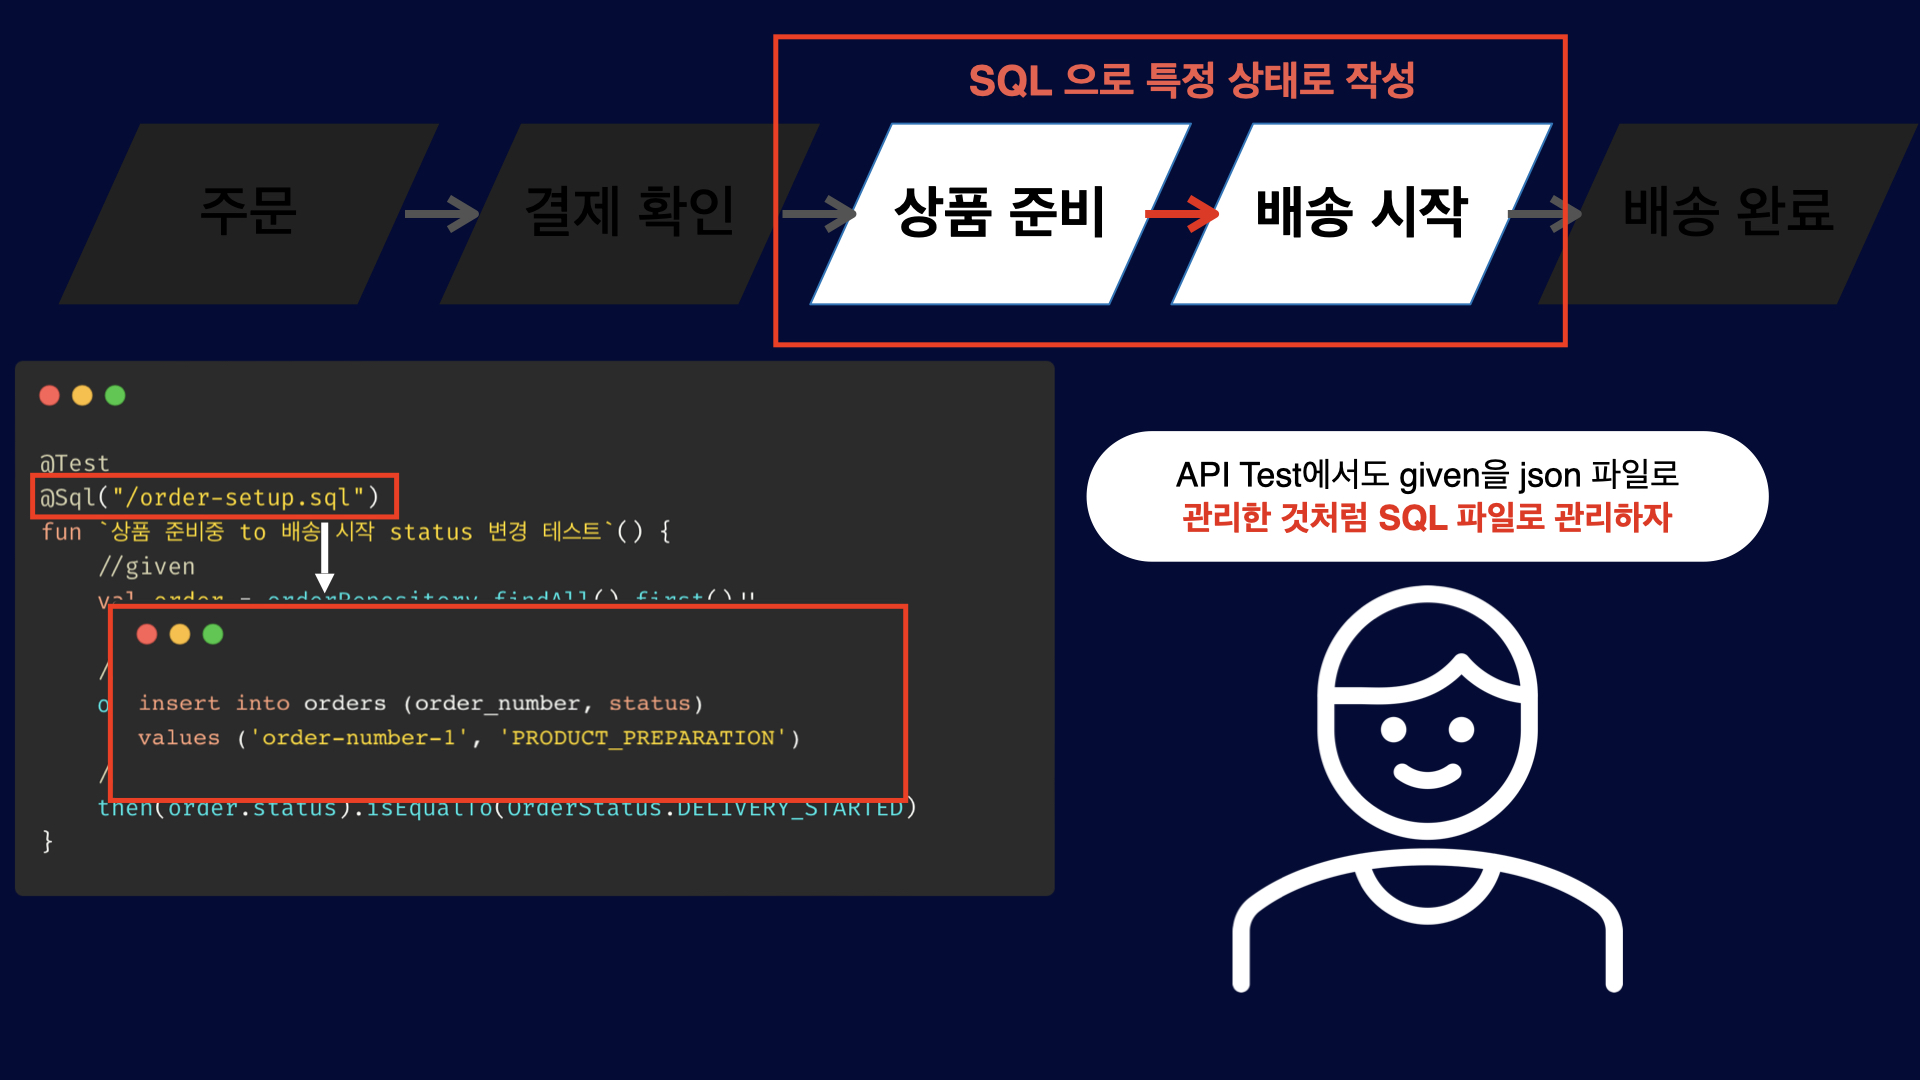 SQL 으로 특정 상태로 작성
주문
결제 확인
상품 준비
배송 시작
배송 완료
@Test
@Sql("/order-setup.sql")
fun `상품 준비중 to 배송 시작 status 변경 테스트`() {
//given
val order = orderRepository.findAll().first()!!
/
o
insert into orders (order_number, status)
values ('order-number-1', 'PRODUCT_PREPARATION')
/
then(order.status).isEqualTo(OrderStatus.DELIVERY_STARTED)
}
API Test에서도 given을 json 파일로
관리한 것처럼 SQL 파일로 관리하자